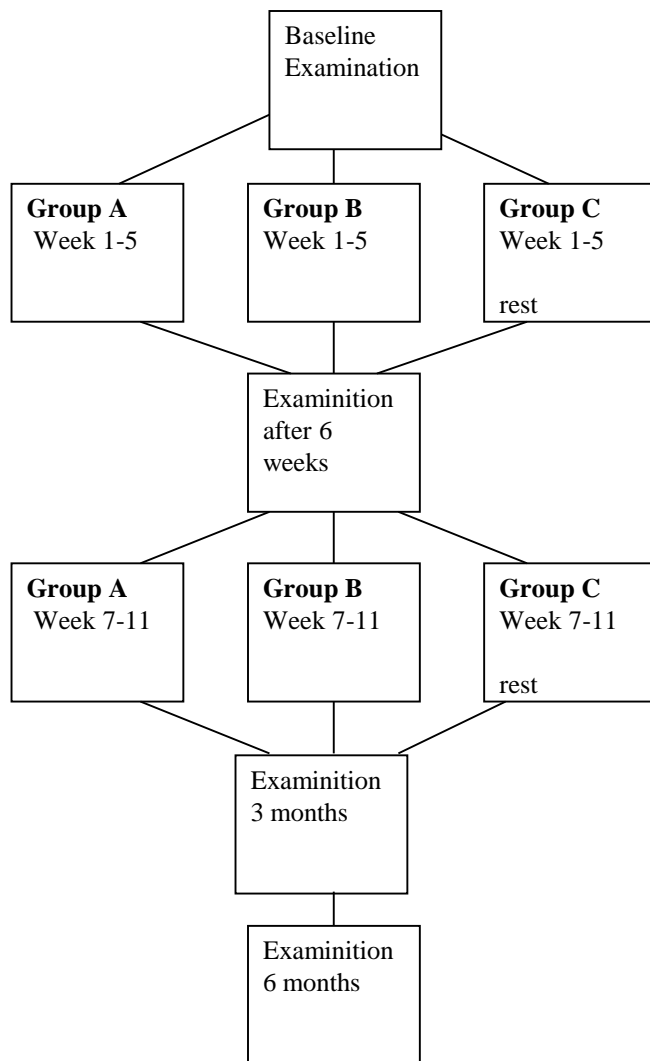 Baseline
Examination
Group A
Week 1-5
Group B
Week 1-5
Group C
Week 1-5
rest
Examinition
after 6
weeks
Group A
Week 7-11
Group B
Week 7-11
Group C
Week 7-11
rest
Examinition
3 months
Examinition
6 months